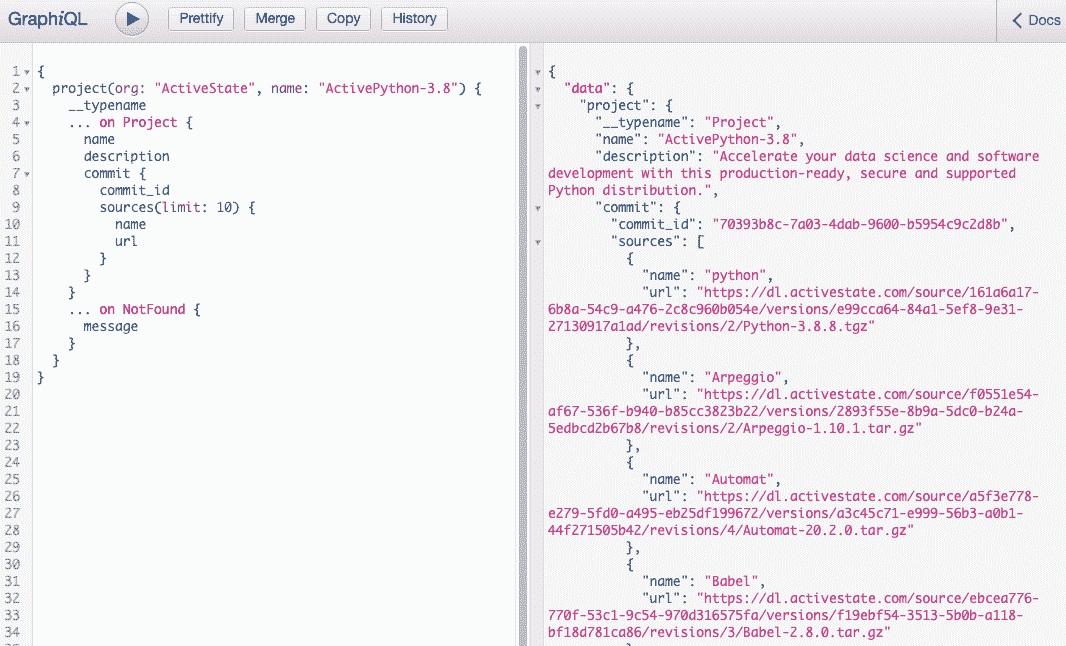 GraphiQL Prettify Merge Copy History Docs
1 {
2 project(org: "ActiveState", name: "ActivePython-3.8") {
3 __typename
4 ... on Project {
5 name
6 description
7 commit {
8 commit_id
9 sources(limit: 10) {
10 name
11 url
12 }
13 }
14 }
15 ... on NotFound {
16 message
17 }
18 }
19 }
20
21
22
23
24
25
26
27
28
29
30
31
32
33
34
{
"data": {
"project": {
"__typename": "Project",
"name": "ActivePython-3.8",
"description": "Accelerate your data science and software
development with this production-ready, secure and supported
Python distribution.",
"commit": {
"commit_id": "70393b8c-7a03-4dab-9600-b5954c9c2d8b",
"sources": [
{
"name": "python",
"url": "https://dl.activestate.com/source/161a6a17-
6b8a-54c9-a476-2c8c960b054e/versions/e99cca64-84a1-5ef8-9e31-
27130917a1ad/revisions/2/Python-3.8.8.tgz"
},
{
"name": "Arpeggio",
"url": "https://dl.activestate.com/source/f0551e54-
af67-536f-b940-b85cc3823b22/versions/2893f55e-8b9a-5dc0-b24a-
5edbcd2b67b8/revisions/2/Arpeggio-1.10.1.tar.gz"
},
{
"name": "Automat",
"url": "https://dl.activestate.com/source/a5f3e778-
e279-5fd0-a495-eb25df199672/versions/a3c45c71-e999-56b3-a0b1-
44f271505b42/revisions/4/Automat-20.2.0.tar.gz"
},
{
"name": "Babel",
"url": "https://dl.activestate.com/source/ebcea776-
770f-53c1-9c54-970d316575fa/versions/f19ebf54-3513-5b0b-a118-
bf18d781ca86/revisions/3/Babel-2.8.0.tar.gz"